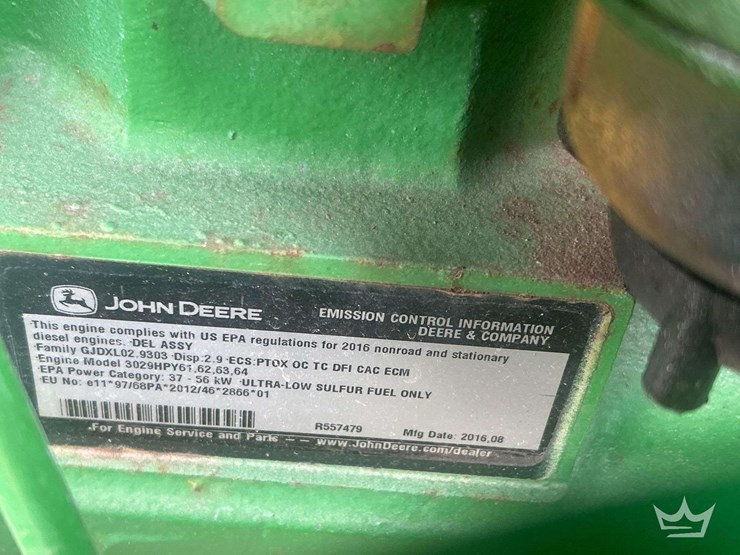 JOHN DEERE
EMISSION CONTROL INFORMATION
DEERE & COMPANY
This engine complies with US EPA regulations for 2016 nonroad and stationary
diesel engines. DEL ASSY
Family GJDXL02.9303 Disp:2.9 ECS:PTOX OC TC DFI CAC ECM
Engine Model 3029HPY61,62,63,64
EPA Power Category: 37 - 56 kW ULTRA-LOW SULFUR FUEL ONLY
EU No: e11*97/68PA*2012/46*2866*01
R557479 Mfg Date: 2016,08
For Engine Service and Parts -- www.JohnDeere.com/dealer